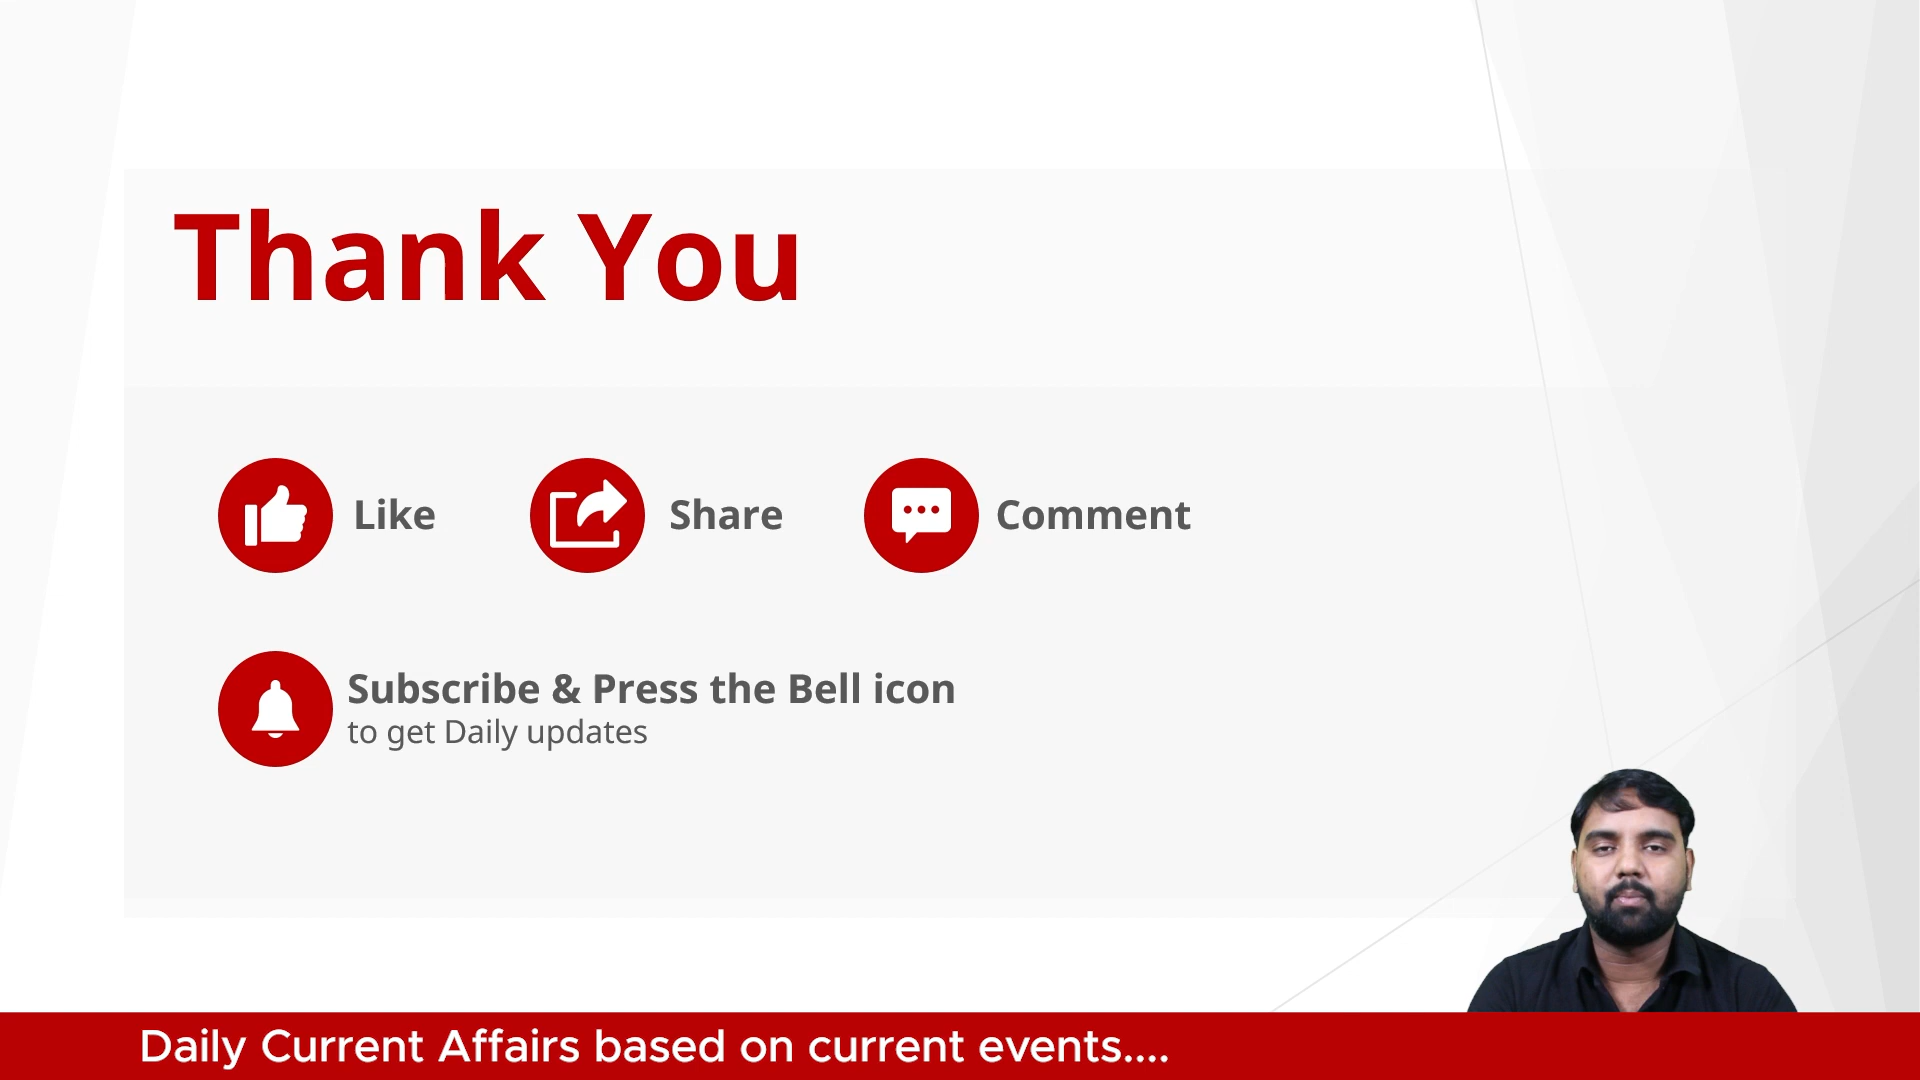 Thank You
Like
Share
Comment
Subscribe & Press the Bell icon
to get Daily updates
Daily Current Affairs based on current events....